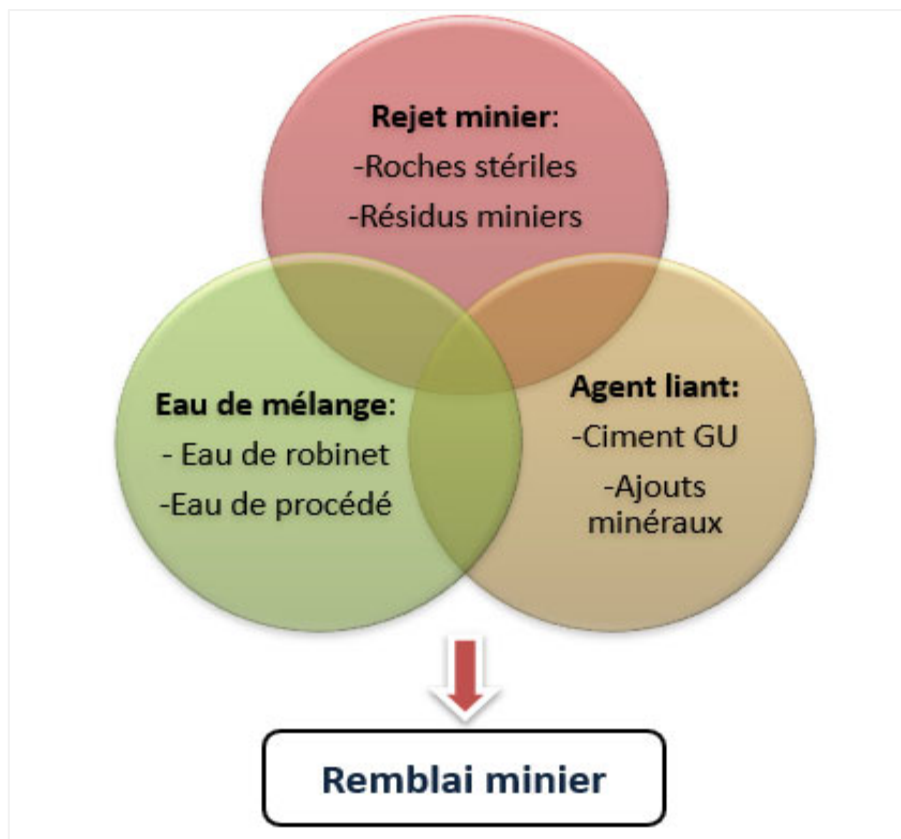 Rejet minier:
-Roches stériles
-Résidus miniers
Eau de mélange:
- Eau de robinet
-Eau de procédé
Agent liant:
-Ciment GU
-Ajouts
minéraux
Remblai minier